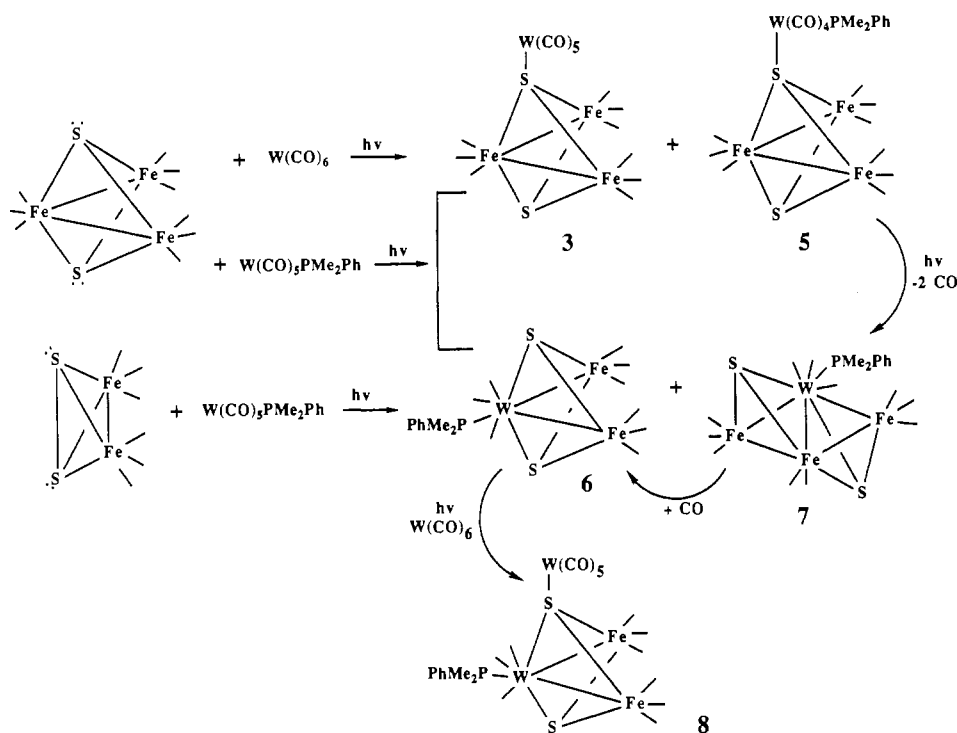 W(CO)5
S
Fe
Fe
Fe
S
3
+
W(CO)4PMe2Ph
S
Fe
Fe
Fe
S
5
S
Fe
Fe
Fe
S
+ W(CO)6
hν
+ W(CO)5PMe2Ph
hν
hν
-2 CO
S
Fe
Fe
S
+ W(CO)5PMe2Ph
hν
S
Fe
W
PhMe2P
Fe
S
6
+
PMe2Ph
S
W
Fe
Fe
Fe
S
7
+ CO
hν
W(CO)6
W(CO)5
S
Fe
PhMe2P
W
Fe
S
8